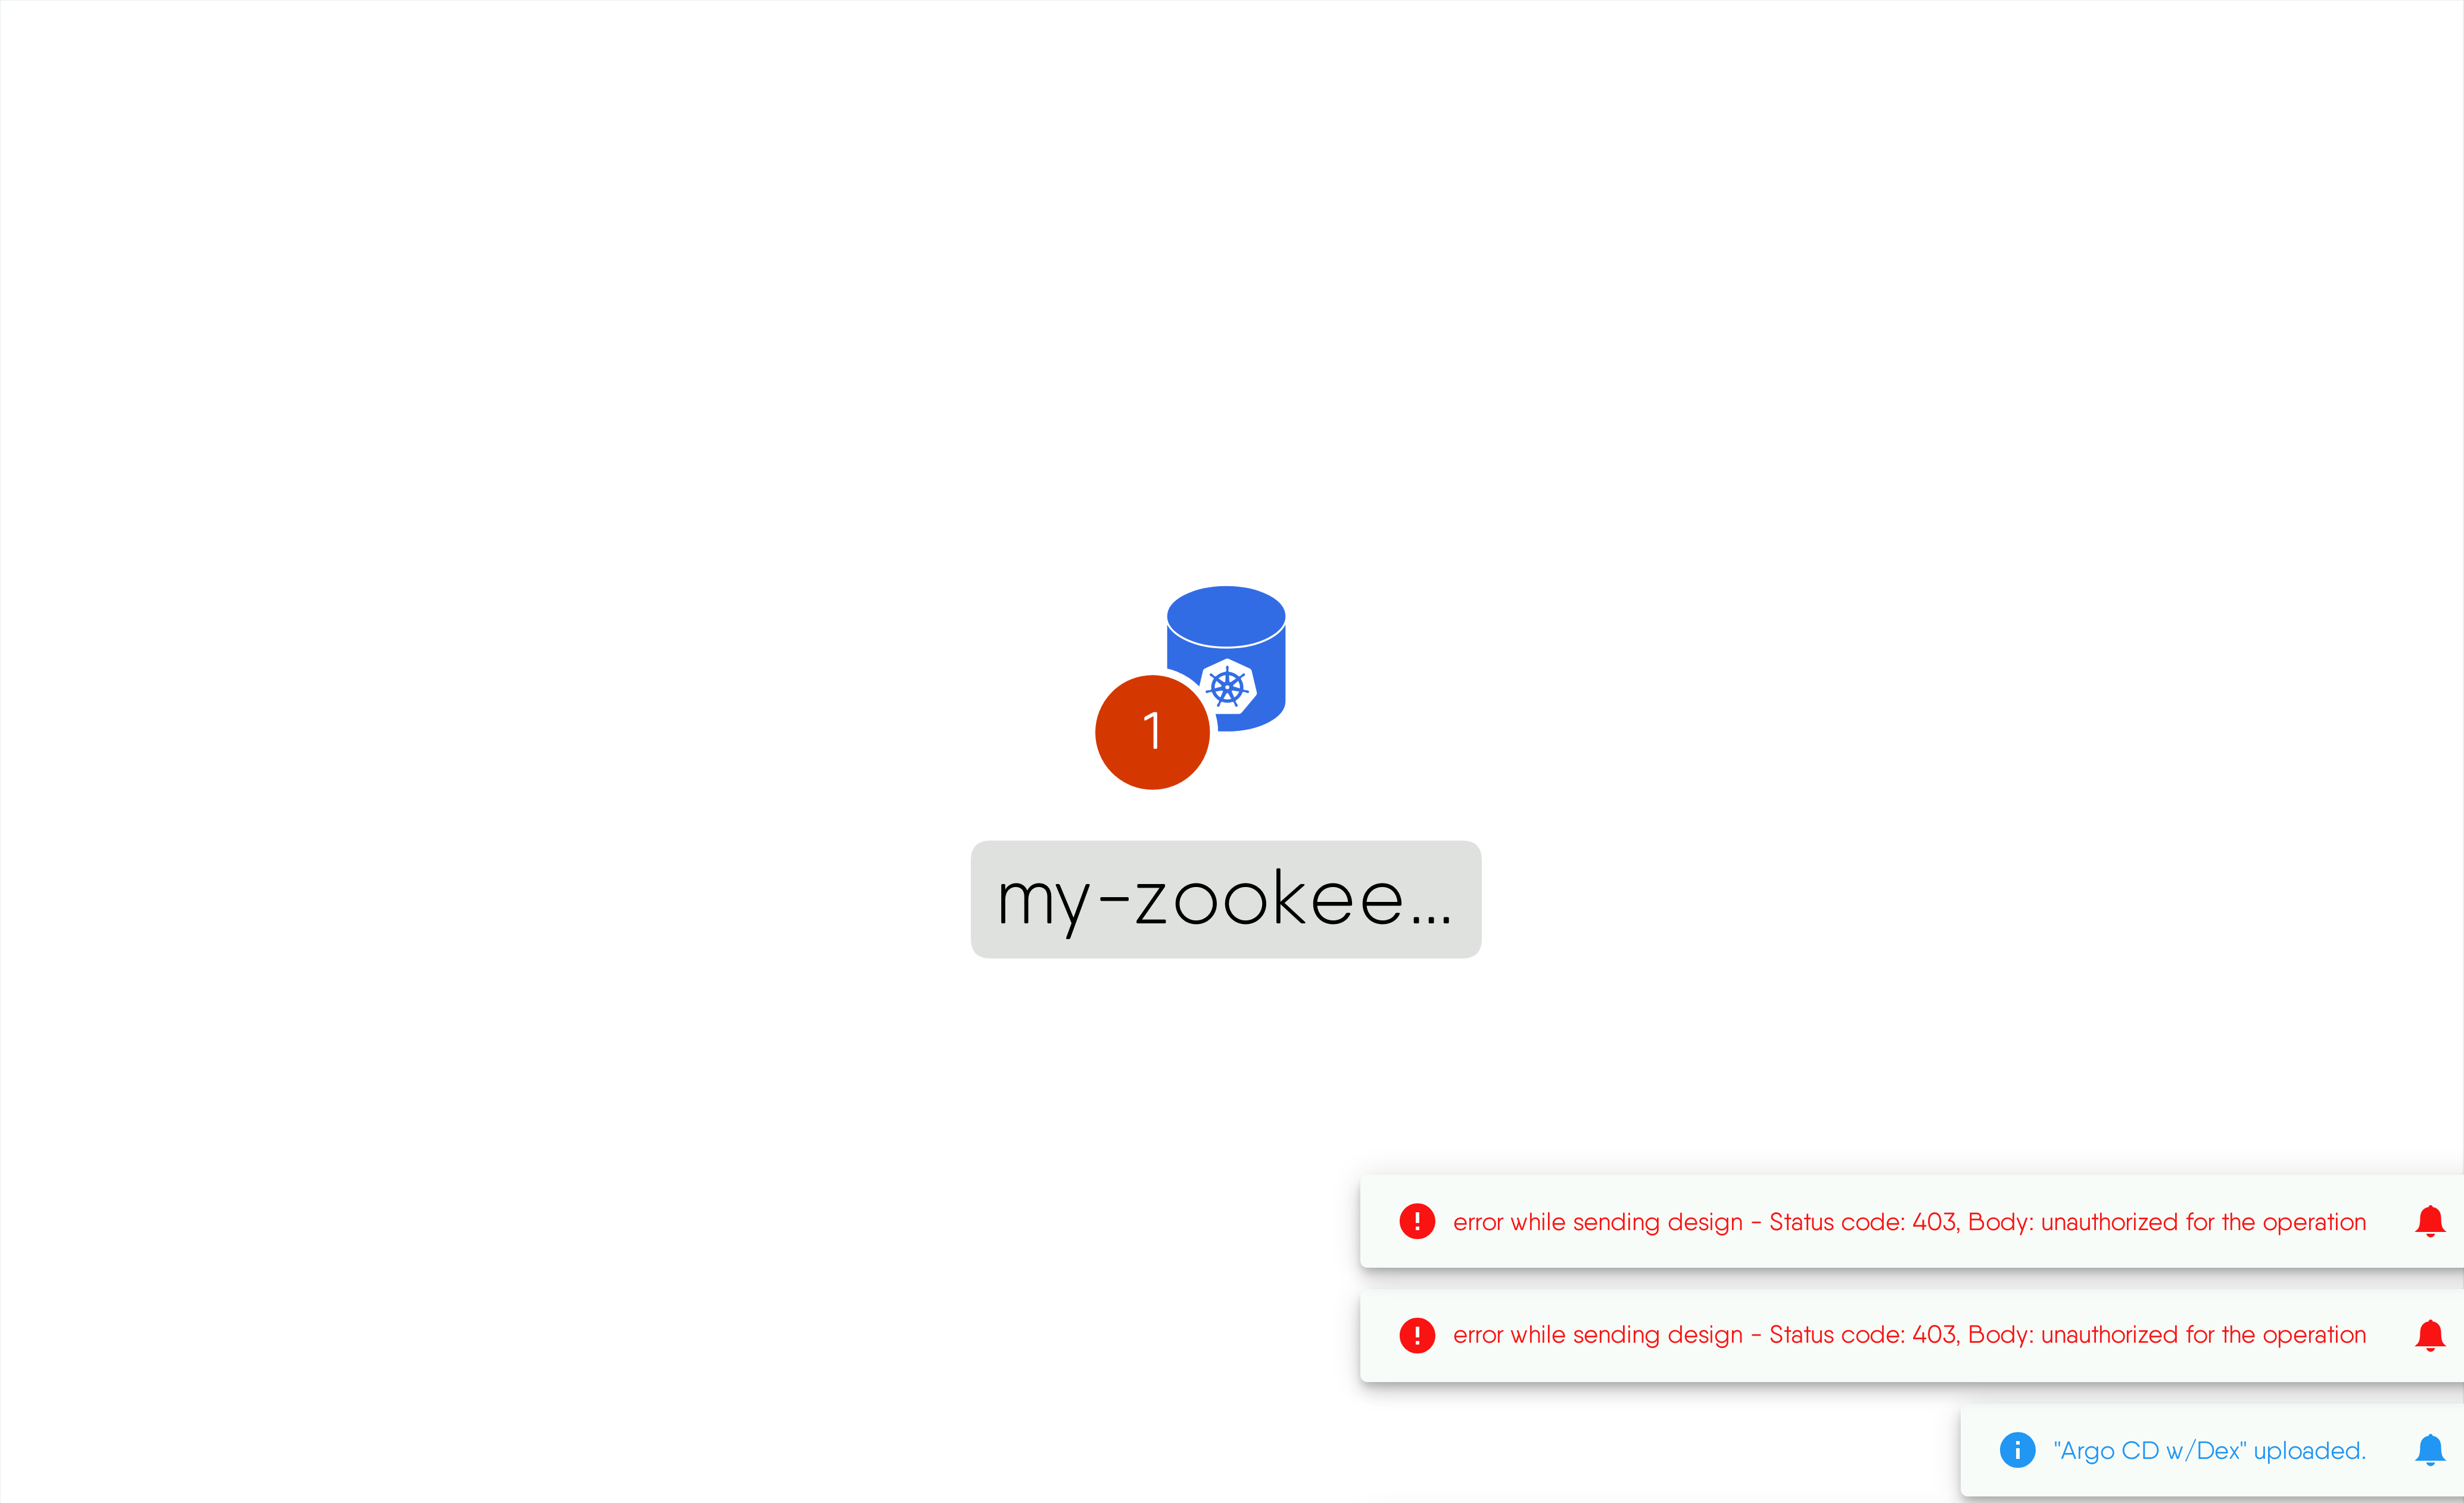 1
my-zookee...
error while sending design - Status code: 403, Body: unauthorized for the operation
error while sending design - Status code: 403, Body: unauthorized for the operation
"Argo CD w/Dex" uploaded.